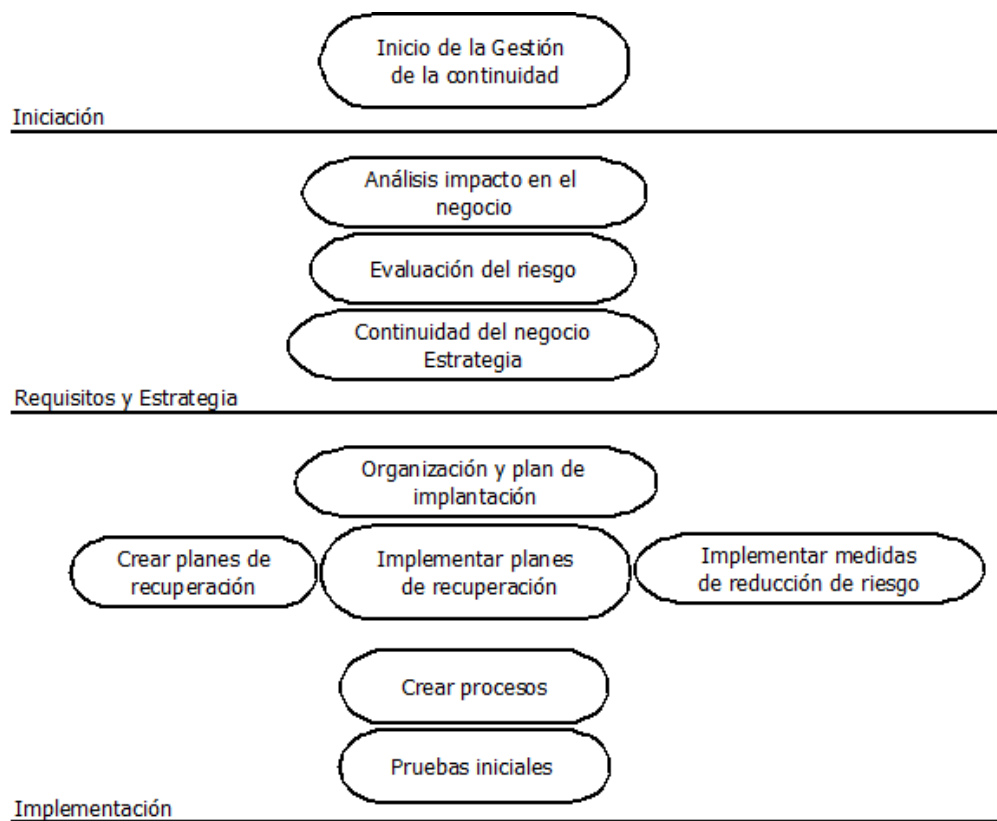 Inicio de la Gestión
de la continuidad
Iniciación
Análisis impacto en el
negocio
Evaluación del riesgo
Continuidad del negocio
Estrategia
Requisitos y Estrategia
Organización y plan de
implantación
Crear planes de
recuperación
Implementar planes
de recuperación
Implementar medidas
de reducción de riesgo
Crear procesos
Pruebas iniciales
Implementación